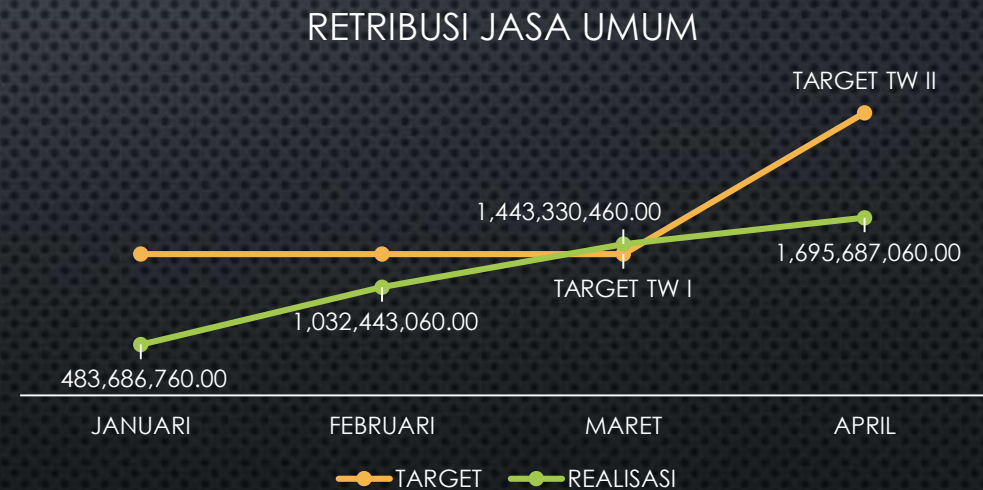 RETRIBUSI JASA UMUM
TARGET TW II
1,443,330,460.00
1,695,687,060.00
TARGET TW I
1,032,443,060.00
483,686,760.00
JANUARI FEBRUARI MARET APRIL
TARGET REALISASI